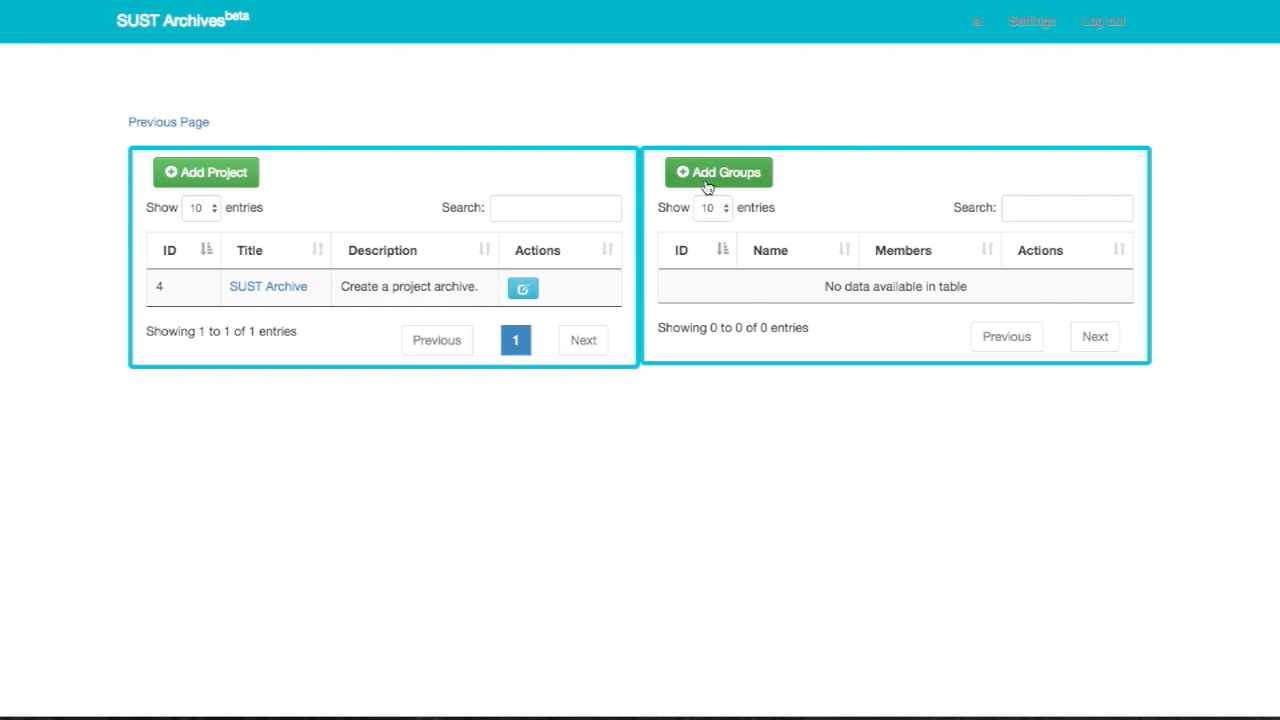 SUST Archivesbeta
Settings Log out
Previous Page
Add Project
Show 10 entries Search:
ID Title Description Actions
4 SUST Archive Create a project archive.
Showing 1 to 1 of 1 entries Previous 1 Next
Add Groups
Show 10 entries Search:
ID Name Members Actions
No data available in table
Showing 0 to 0 of 0 entries Previous Next